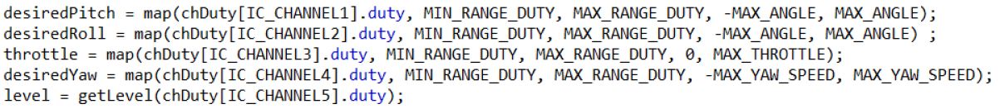 desiredPitch = map(chDuty[IC_CHANNEL1].duty, MIN_RANGE_DUTY, MAX_RANGE_DUTY, -MAX_ANGLE, MAX_ANGLE);
desiredRoll = map(chDuty[IC_CHANNEL2].duty, MIN_RANGE_DUTY, MAX_RANGE_DUTY, -MAX_ANGLE, MAX_ANGLE) ;
throttle = map(chDuty[IC_CHANNEL3].duty, MIN_RANGE_DUTY, MAX_RANGE_DUTY, 0, MAX_THROTTLE);
desiredYaw = map(chDuty[IC_CHANNEL4].duty, MIN_RANGE_DUTY, MAX_RANGE_DUTY, -MAX_YAW_SPEED, MAX_YAW_SPEED);
level = getLevel(chDuty[IC_CHANNEL5].duty);